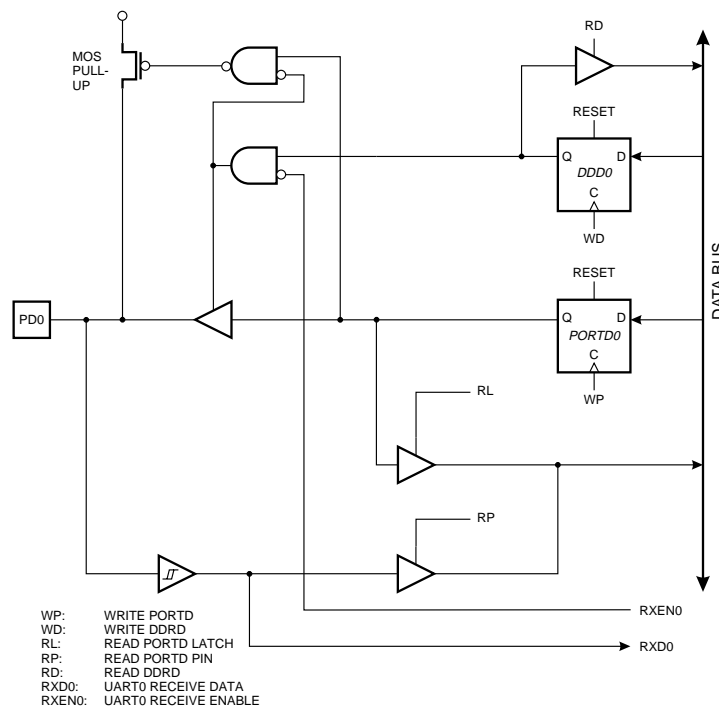 RD
MOS
PULL-
UP
RESET
Q D
DDD0
C
WD
DATA BUS
RESET
PD0
Q D
PORTD0
C
WP
RL
RP
RXEN0
RXD0
WP: WRITE PORTD
WD: WRITE DDRD
RL: READ PORTD LATCH
RP: READ PORTD PIN
RD: READ DDRD
RXD0: UART0 RECEIVE DATA
RXEN0: UART0 RECEIVE ENABLE